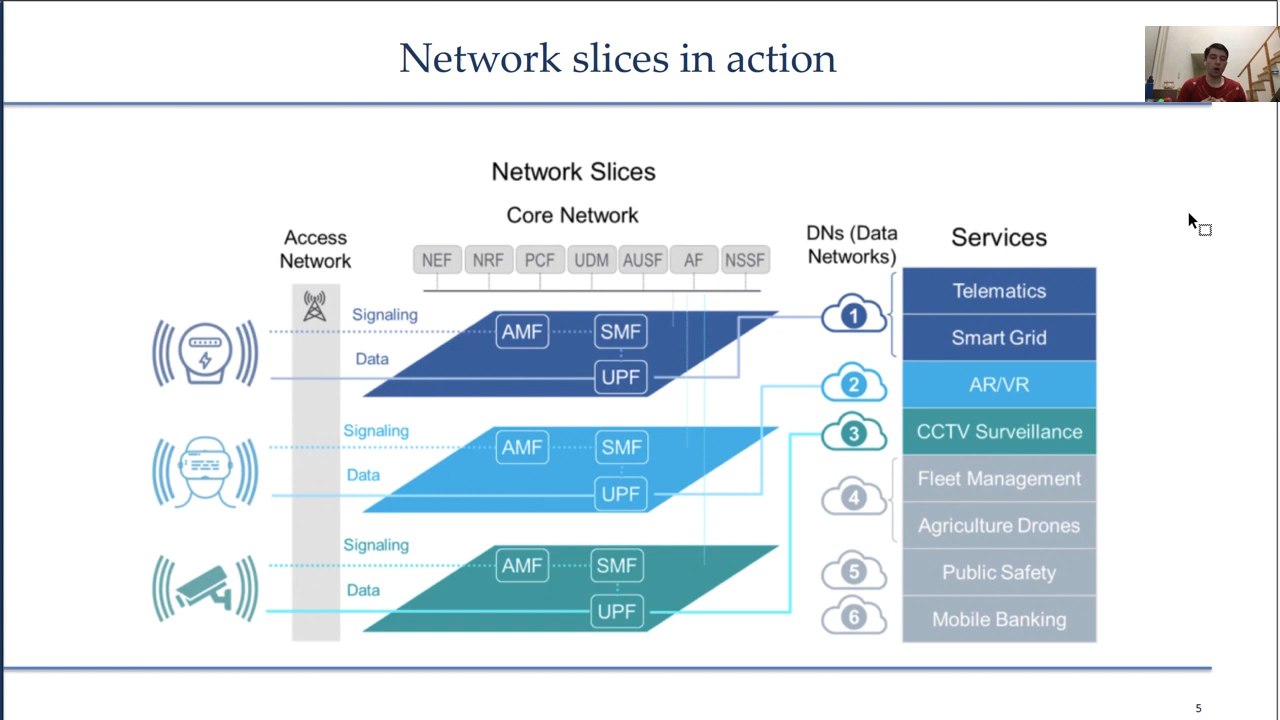 Network slices in action
Network Slices
Core Network
Access
Network
NEF NRF PCF UDM AUSF AF NSSF
DNs (Data
Networks)
Services
Signaling
AMF SMF
Data
UPF
Signaling
AMF SMF
Data
UPF
Signaling
AMF SMF
Data
UPF
1
2
3
4
5
6
Telematics
Smart Grid
AR/VR
CCTV Surveillance
Fleet Management
Agriculture Drones
Public Safety
Mobile Banking
5